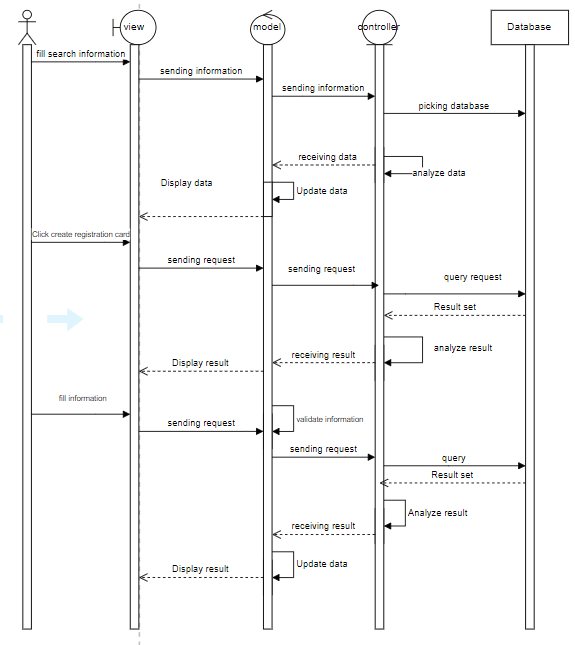 view
model
controller
Database
fill search information
sending information
sending information
picking database
receiving data
analyze data
Display data
Update data
Click create registration card
sending request
sending request
query request
Result set
analyze result
receiving result
Display result
fill information
validate information
sending request
sending request
query
Result set
Analyze result
receiving result
Update data
Display result